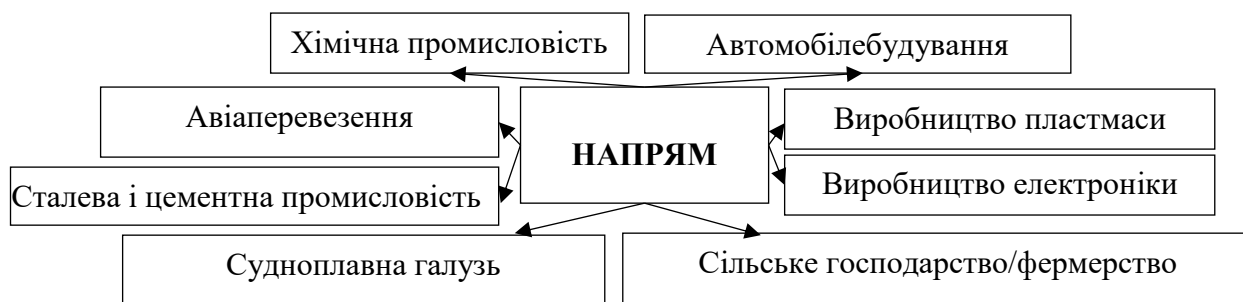 Хімічна промисловість
Автомобілебудування
Авіаперевезення
НАПРЯМ
Виробництво пластмаси
Сталева і цементна промисловість
Виробництво електроніки
Судноплавна галузь
Сільське господарство/фермерство